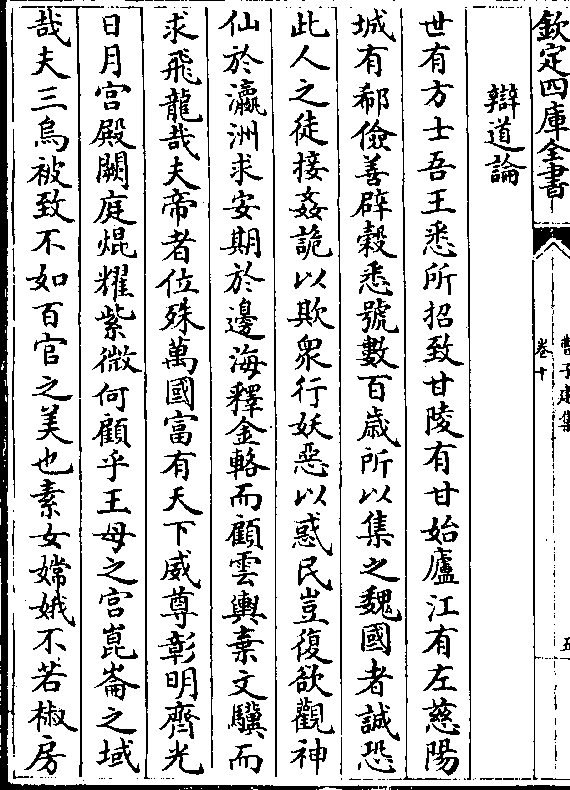 欽定四庫全書
曹子建集
卷十
五
辯道論
世有方士吾王悉所招致甘陵有甘始廬江有左慈陽
城有郗儉善辟穀悉號數百歲所以集之魏國者誠恐
此人之徒接姦詭以欺衆行妖惡以惑民豈復欲觀神
仙於瀛洲求安期於邊海釋金輅而顧雲輿棄文驥而
求飛龍哉夫帝者位殊萬國富有天下威尊彰明齊光
日月宮殿闕庭焜耀紫微何顧乎王母之宮崑崙之域
哉夫三烏被致不如百官之美也素女嫦娥不若椒房